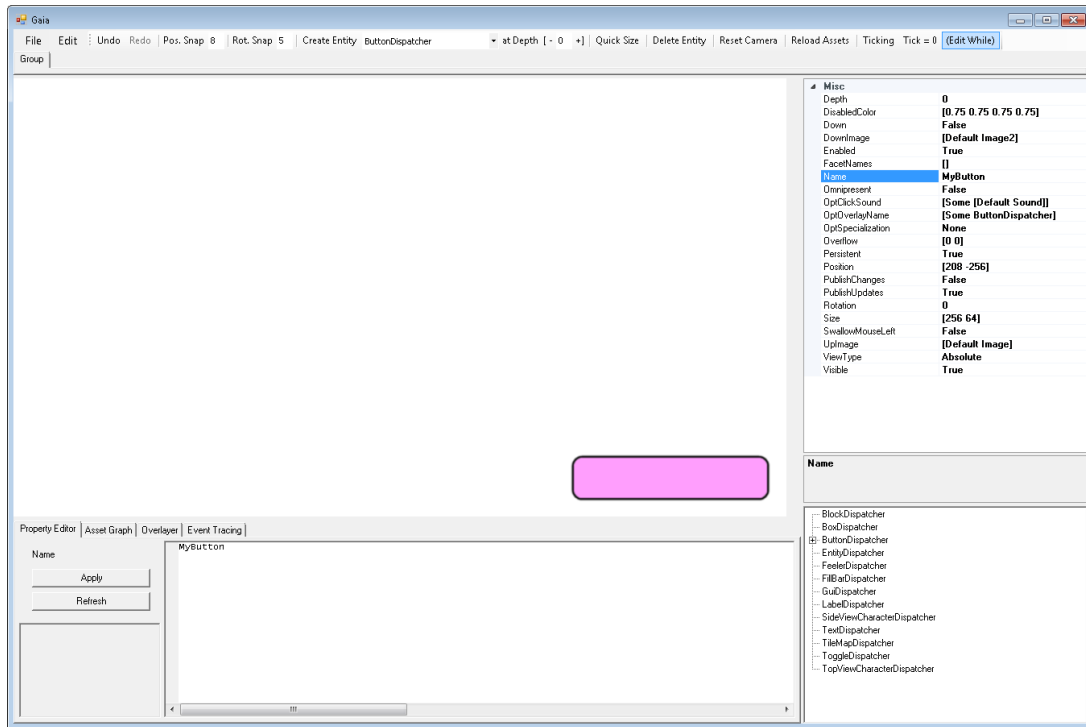 Gaia
File Edit Undo Redo Pos. Snap 8 Rot. Snap 5 Create Entity ButtonDispatcher at Depth [ - 0 +] Quick Size Delete Entity Reset Camera Reload Assets Ticking Tick = 0 (Edit While)
Group
Misc
Depth 0
DisabledColor [0.75 0.75 0.75 0.75]
Down False
DownImage [Default Image2]
Enabled True
FacetNames []
Name MyButton
Omnipresent False
OptClickSound [Some [Default Sound]]
OptOverlayName [Some ButtonDispatcher]
OptSpecialization None
Overflow [0 0]
Persistent True
Position [208 -256]
PublishChanges False
PublishUpdates True
Rotation 0
Size [256 64]
SwallowMouseLeft False
UpImage [Default Image]
ViewType Absolute
Visible True
Name
Property Editor Asset Graph Overlayer Event Tracing
Name
Apply
Refresh
MyButton
BlockDispatcher
BoxDispatcher
ButtonDispatcher
EntityDispatcher
FeelerDispatcher
FillBarDispatcher
GuiDispatcher
LabelDispatcher
SideViewCharacterDispatcher
TextDispatcher
TileMapDispatcher
ToggleDispatcher
TopViewCharacterDispatcher